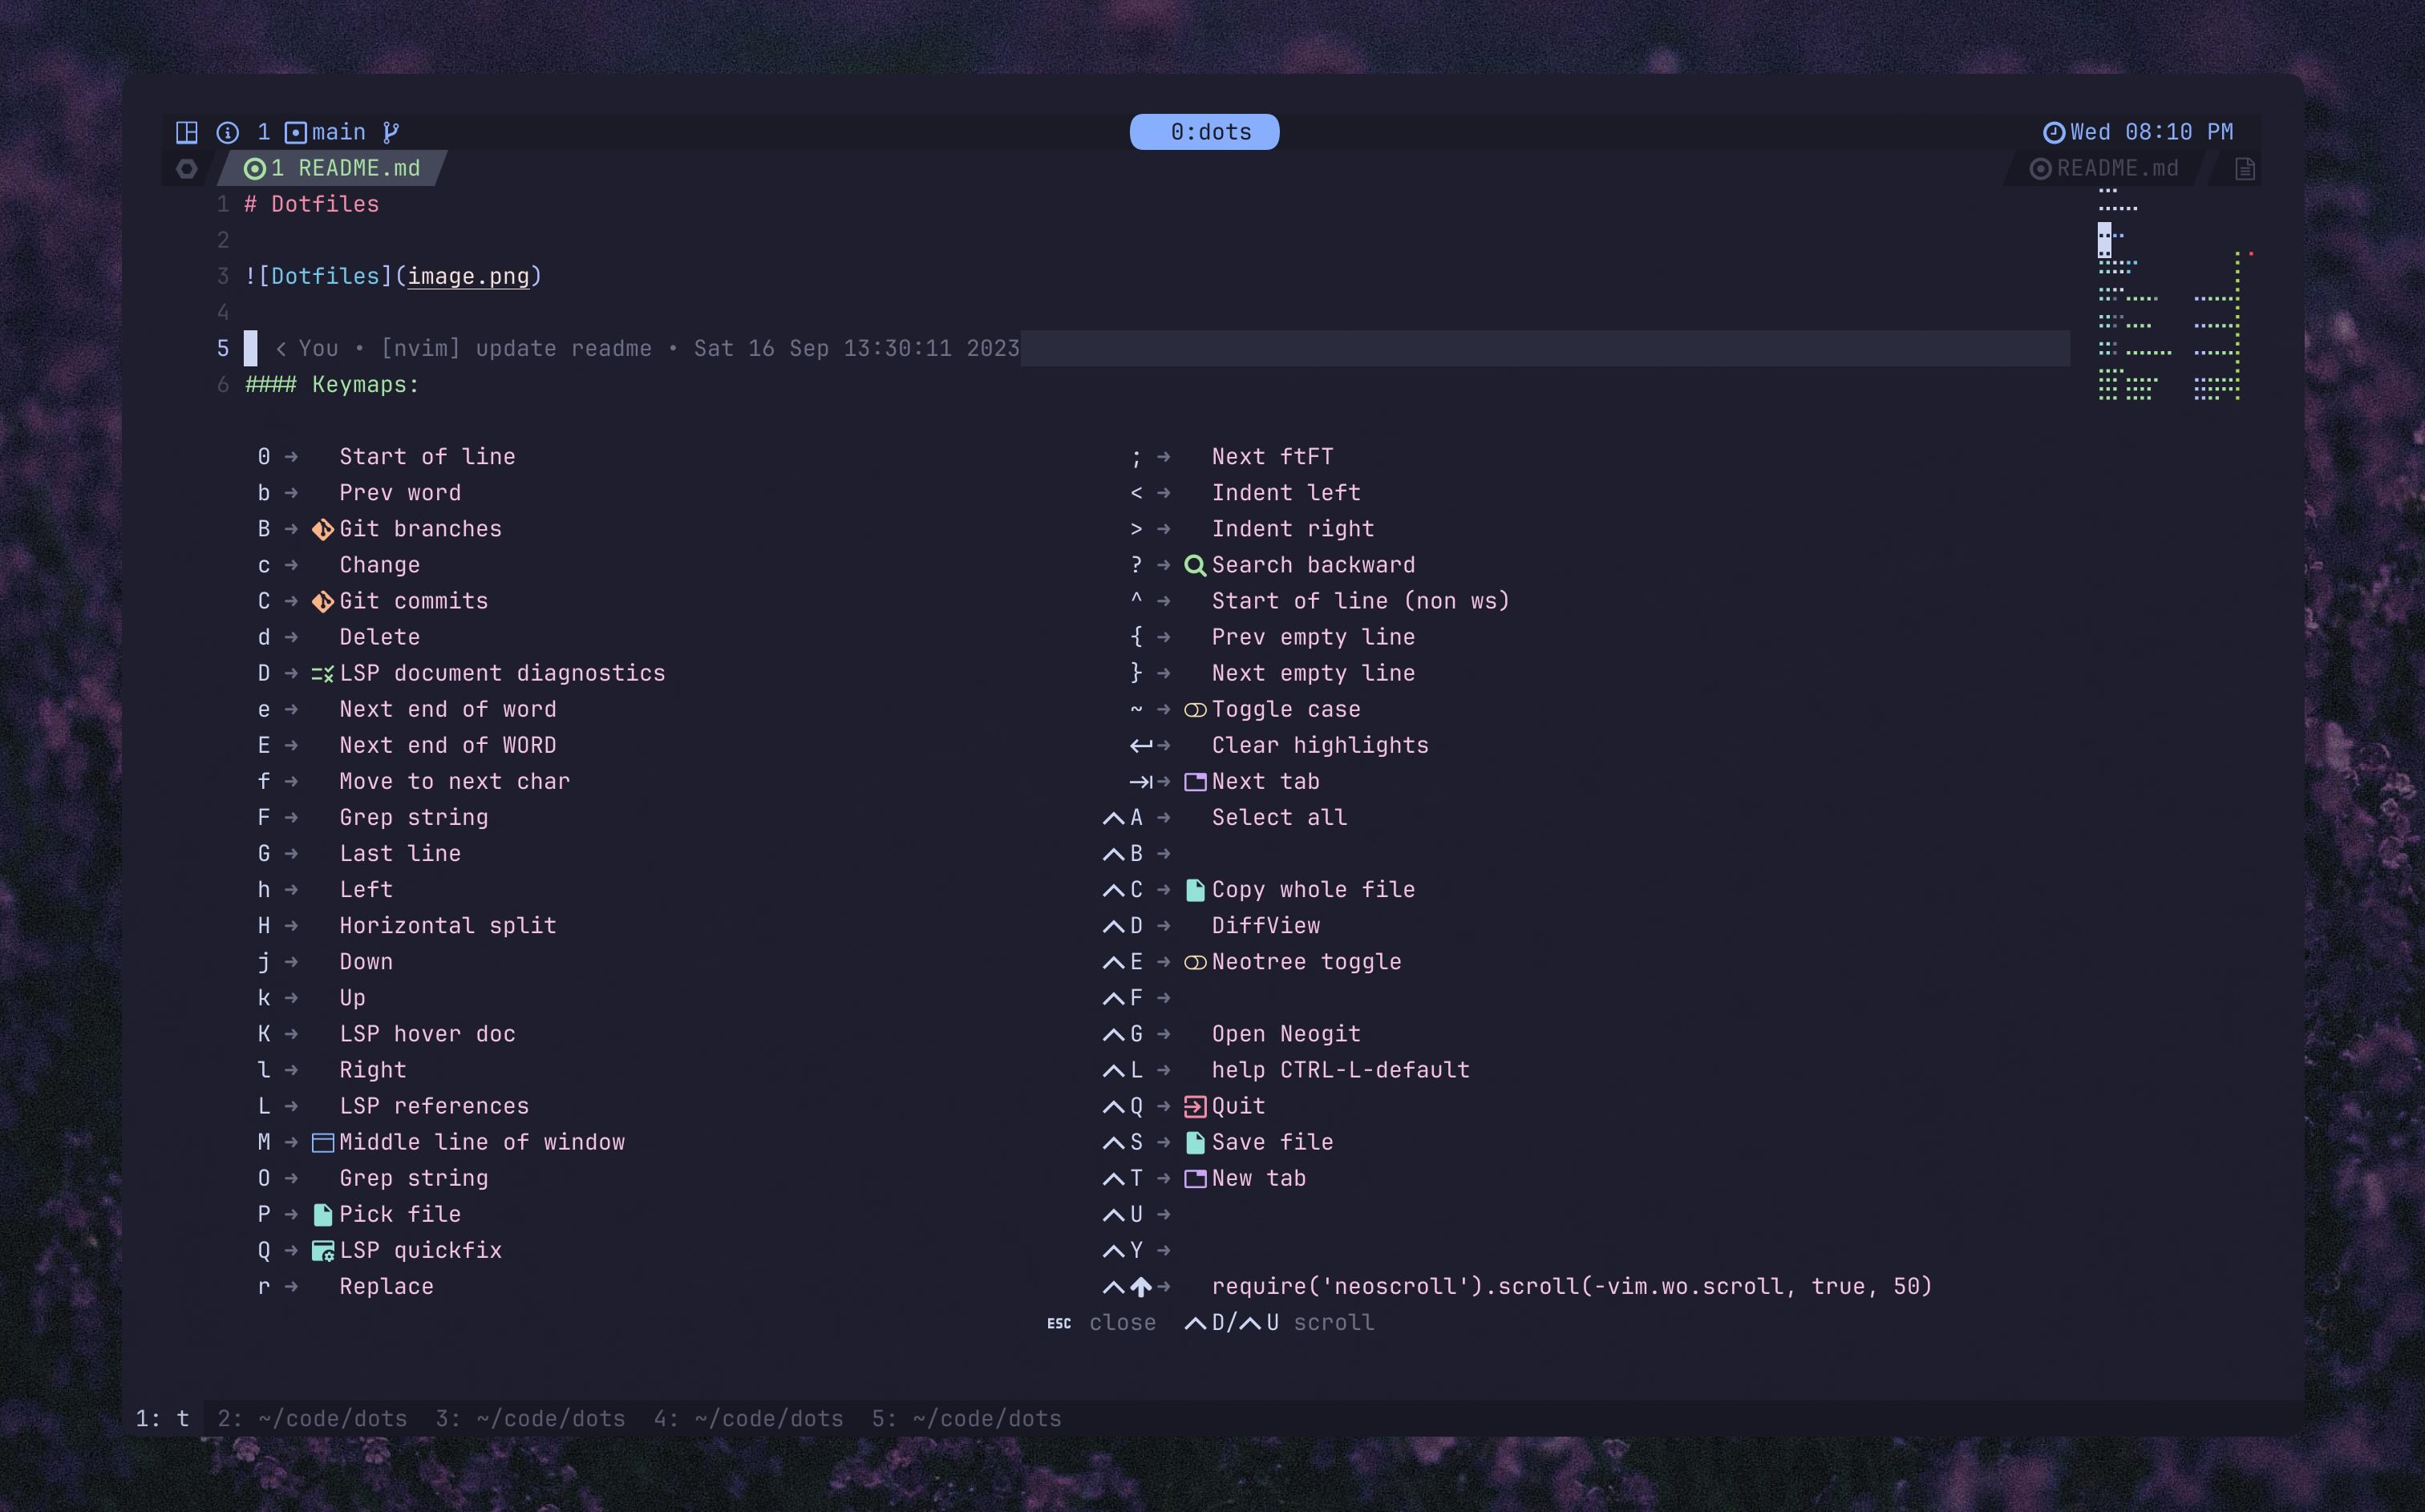 1 main 0:dots Wed 08:10 PM
1 README.md README.md
1 # Dotfiles
2
3 ![Dotfiles](image.png)
4
5 You • [nvim] update readme • Sat 16 Sep 13:30:11 2023
6 #### Keymaps:
0 → Start of line
b → Prev word
B → Git branches
c → Change
C → Git commits
d → Delete
D → LSP document diagnostics
e → Next end of word
E → Next end of WORD
f → Move to next char
F → Grep string
G → Last line
h → Left
H → Horizontal split
j → Down
k → Up
K → LSP hover doc
l → Right
L → LSP references
M → Middle line of window
O → Grep string
P → Pick file
Q → LSP quickfix
r → Replace
; → Next ftFT
< → Indent left
> → Indent right
? → Search backward
^ → Start of line (non ws)
{ → Prev empty line
} → Next empty line
~ → Toggle case
↵ → Clear highlights
⇥ → Next tab
^A → Select all
^B →
^C → Copy whole file
^D → DiffView
^E → Neotree toggle
^F →
^G → Open Neogit
^L → help CTRL-L-default
^Q → Quit
^S → Save file
^T → New tab
^U →
^Y →
^↑ → require('neoscroll').scroll(-vim.wo.scroll, true, 50)
ESC close ^D/^U scroll
1: t 2: ~/code/dots 3: ~/code/dots 4: ~/code/dots 5: ~/code/dots